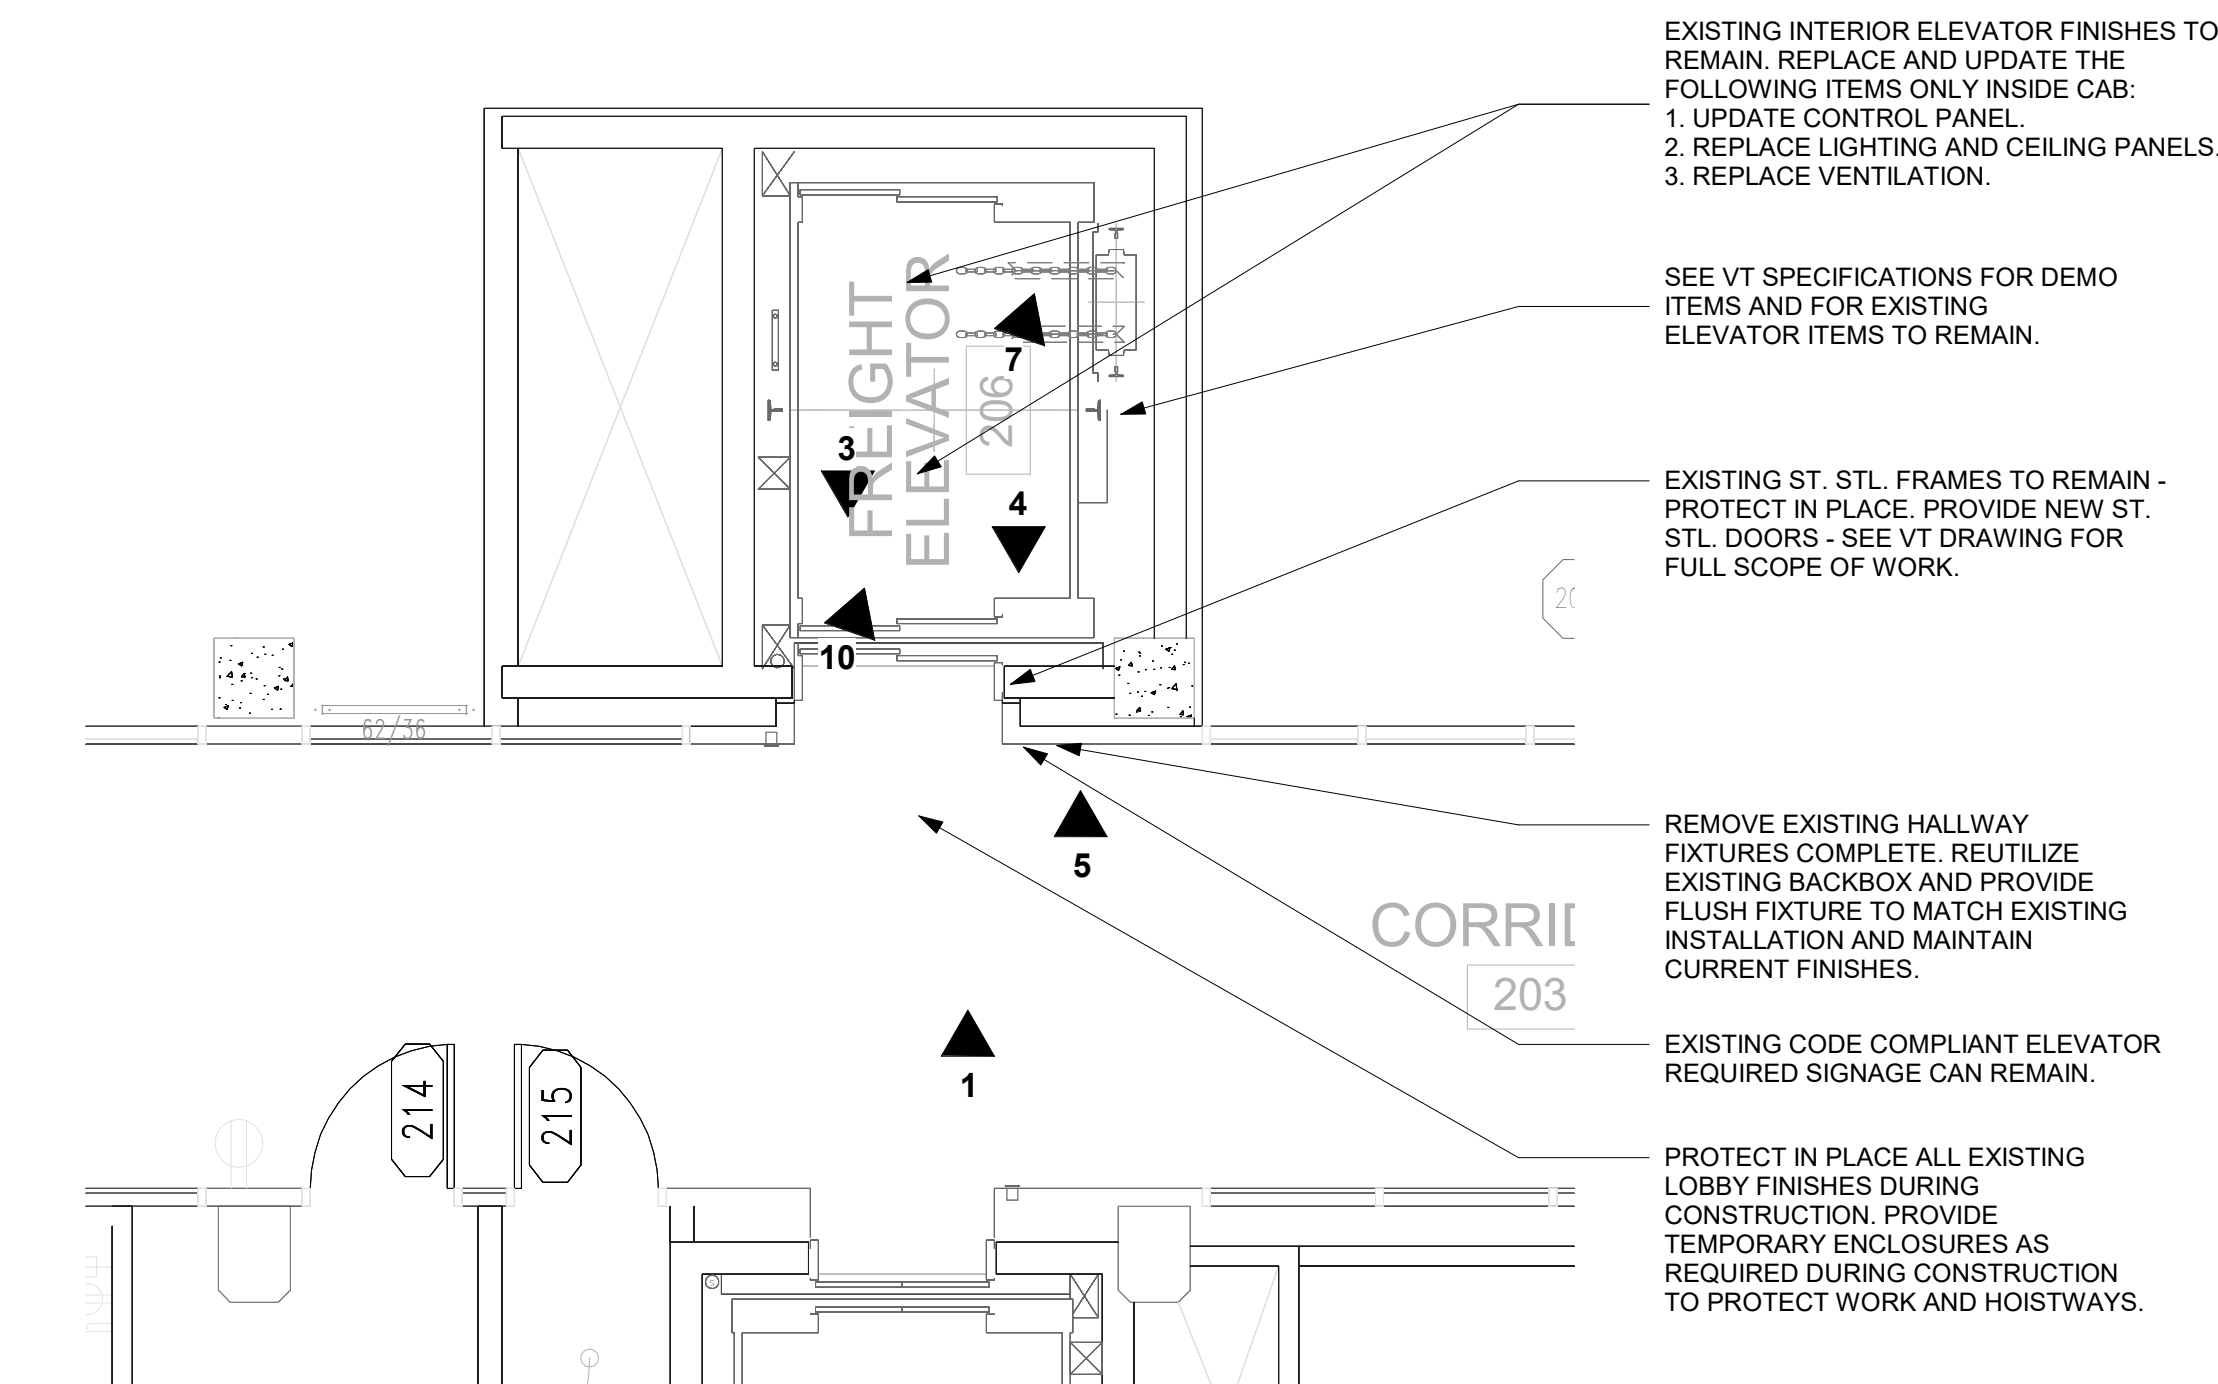 EXISTING INTERIOR ELEVATOR FINISHES TO
REMAIN. REPLACE AND UPDATE THE
FOLLOWING ITEMS ONLY INSIDE CAB:
1. UPDATE CONTROL PANEL.
2. REPLACE LIGHTING AND CEILING PANELS.
3. REPLACE VENTILATION.
SEE VT SPECIFICATIONS FOR DEMO
ITEMS AND FOR EXISTING
ELEVATOR ITEMS TO REMAIN.
EXISTING ST. STL. FRAMES TO REMAIN -
PROTECT IN PLACE. PROVIDE NEW ST.
STL. DOORS - SEE VT DRAWING FOR
FULL SCOPE OF WORK.
REMOVE EXISTING HALLWAY
FIXTURES COMPLETE. REUTILIZE
EXISTING BACKBOX AND PROVIDE
FLUSH FIXTURE TO MATCH EXISTING
INSTALLATION AND MAINTAIN
CURRENT FINISHES.
EXISTING CODE COMPLIANT ELEVATOR
REQUIRED SIGNAGE CAN REMAIN.
PROTECT IN PLACE ALL EXISTING
LOBBY FINISHES DURING
CONSTRUCTION. PROVIDE
TEMPORARY ENCLOSURES AS
REQUIRED DURING CONSTRUCTION
TO PROTECT WORK AND HOISTWAYS.
FREIGHT
ELEVATOR
206
7
3
4
10
62/36
5
CORRID
203
1
214
215
20
S